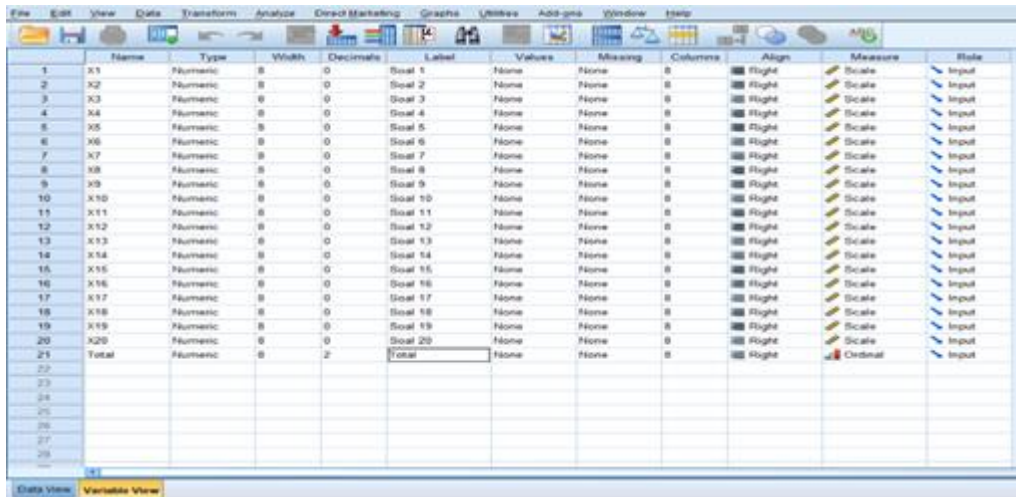 File Edit View Data Transform Analyze Direct Marketing Graphs Utilities Add-ons Window Help
Name Type Width Decimals Label Values Missing Columns Align Measure Role
1 X1 Numeric 8 0 Soal 1 None None 8 Right Scale Input
2 X2 Numeric 8 0 Soal 2 None None 8 Right Scale Input
3 X3 Numeric 8 0 Soal 3 None None 8 Right Scale Input
4 X4 Numeric 8 0 Soal 4 None None 8 Right Scale Input
5 X5 Numeric 8 0 Soal 5 None None 8 Right Scale Input
6 X6 Numeric 8 0 Soal 6 None None 8 Right Scale Input
7 X7 Numeric 8 0 Soal 7 None None 8 Right Scale Input
8 X8 Numeric 8 0 Soal 8 None None 8 Right Scale Input
9 X9 Numeric 8 0 Soal 9 None None 8 Right Scale Input
10 X10 Numeric 8 0 Soal 10 None None 8 Right Scale Input
11 X11 Numeric 8 0 Soal 11 None None 8 Right Scale Input
12 X12 Numeric 8 0 Soal 12 None None 8 Right Scale Input
13 X13 Numeric 8 0 Soal 13 None None 8 Right Scale Input
14 X14 Numeric 8 0 Soal 14 None None 8 Right Scale Input
15 X15 Numeric 8 0 Soal 15 None None 8 Right Scale Input
16 X16 Numeric 8 0 Soal 16 None None 8 Right Scale Input
17 X17 Numeric 8 0 Soal 17 None None 8 Right Scale Input
18 X18 Numeric 8 0 Soal 18 None None 8 Right Scale Input
19 X19 Numeric 8 0 Soal 19 None None 8 Right Scale Input
20 X20 Numeric 8 0 Soal 20 None None 8 Right Scale Input
21 Total Numeric 8 2 Total None None 8 Right Ordinal Input
22
23
24
25
26
27
28
Data View Variable View